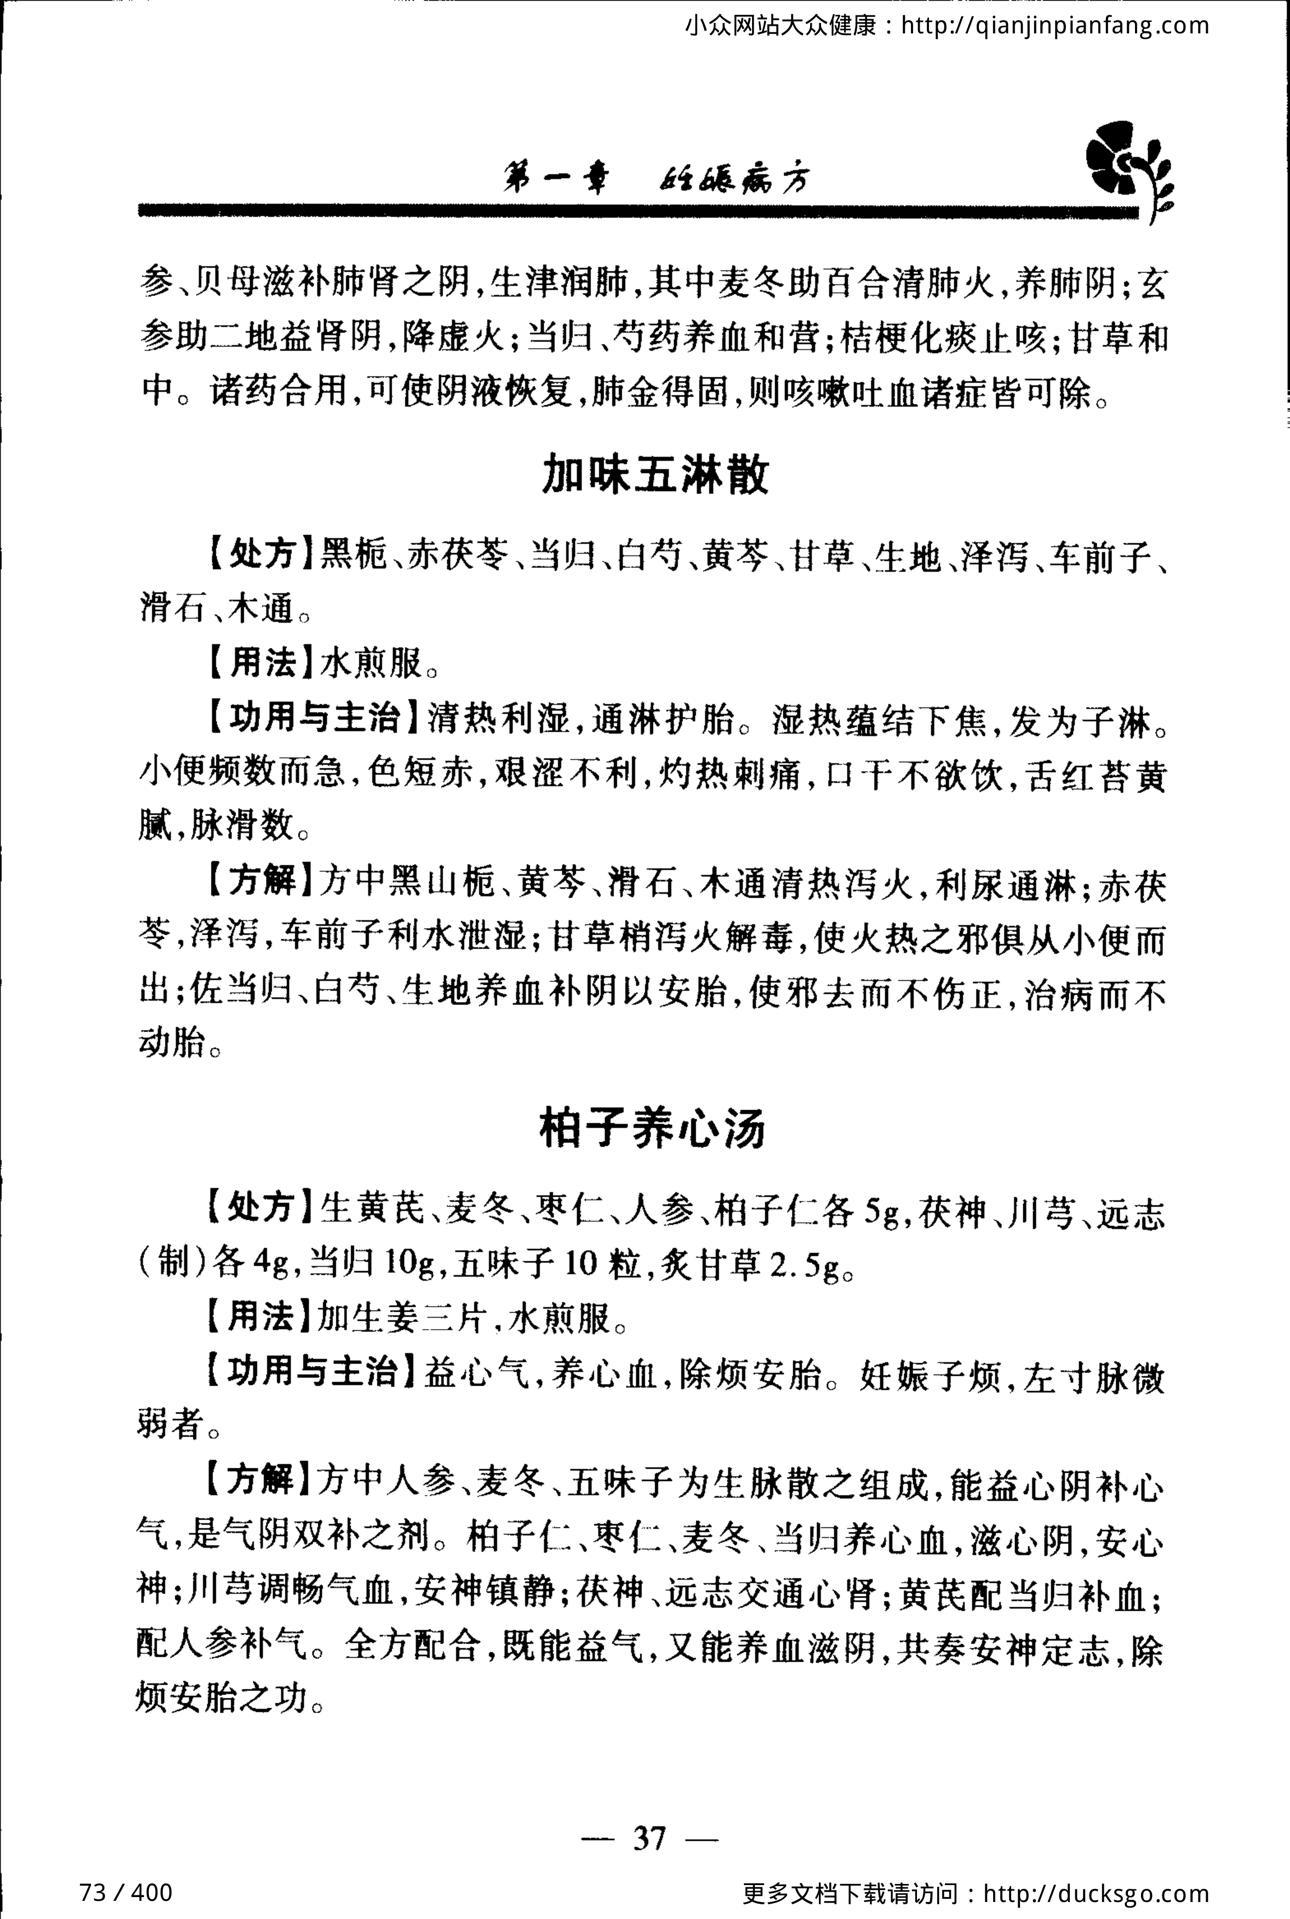 小众网站大众健康：http://qianjinpianfang.com
第一章 妊娠病方
参、贝母滋补肺肾之阴,生津润肺,其中麦冬助百合清肺火,养肺阴;玄
参助二地益肾阴,降虚火;当归、芍药养血和营;桔梗化痰止咳;甘草和
中。诸药合用,可使阴液恢复,肺金得固,则咳嗽吐血诸症皆可除。
加味五淋散
【处方】黑栀、赤茯苓、当归、白芍、黄芩、甘草、生地、泽泻、车前子、
滑石、木通。
【用法】水煎服。
【功用与主治】清热利湿,通淋护胎。湿热蕴结下焦,发为子淋。
小便频数而急,色短赤,艰涩不利,灼热刺痛,口干不欲饮,舌红苔黄
腻,脉滑数。
【方解】方中黑山栀、黄芩、滑石、木通清热泻火,利尿通淋;赤茯
苓,泽泻,车前子利水泄湿;甘草梢泻火解毒,使火热之邪俱从小便而
出;佐当归、白芍、生地养血补阴以安胎,使邪去而不伤正,治病而不
动胎。
柏子养心汤
【处方】生黄芪、麦冬、枣仁、人参、柏子仁各5g,茯神、川芎、远志
(制)各4g,当归10g,五味子10粒,炙甘草2.5g。
【用法】加生姜三片,水煎服。
【功用与主治】益心气,养心血,除烦安胎。妊娠子烦,左寸脉微
弱者。
【方解】方中人参、麦冬、五味子为生脉散之组成,能益心阴补心
气,是气阴双补之剂。柏子仁、枣仁、麦冬、当归养心血,滋心阴,安心
神;川芎调畅气血,安神镇静;茯神、远志交通心肾;黄芪配当归补血;
配人参补气。全方配合,既能益气,又能养血滋阴,共奏安神定志,除
烦安胎之功。
— 37 —
73 / 400
更多文档下载请访问：http://ducksgo.com